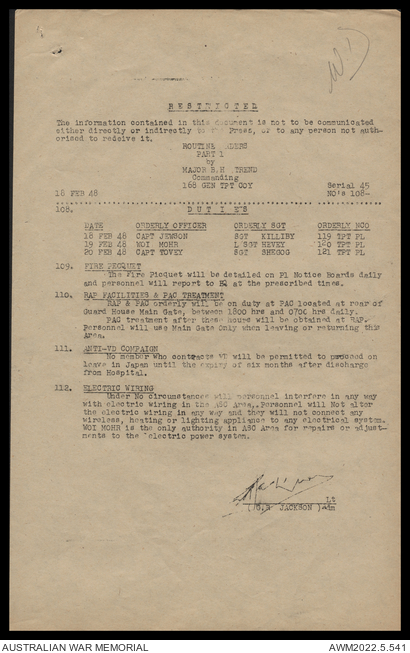 RESTRICTED
The information contained in this document is not to be communicated
either directly or indirectly to the Press, or to any person not auth-
orised to receive it.
ROUTINE ORDERS
PART 1
by
MAJOR B.H TREND
Commanding
168 GEN TPT COY Serial 45
18 FEB 48 NO's 108-
108. DUTIES
DATE ORDERLY OFFICER ORDERLY SGT ORDERLY NCO
18 FEB 48 CAPT JEWSON SGT KILLIBY 119 TPT PL
19 FEB 48 WOI MOHR L SGT HEVEY 120 TPT PL
20 FEB 48 CAPT TOVEY SGT SHEGOG 121 TPT PL
109. FIRE PECQUET
The Fire Picquet will be detailed on Pl Notice Boards daily
and personnel will report to HQ at the prescribed times.
110. RAP FACILITIES & PAC TREATMENT
RAP & PAC orderly will be on duty at PAC located at rear of
Guard House Main Gate, between 1800 hrs and 0700 hrs daily.
PAC treatment after these hours will be obtained at RAP.
Personnel will use Main Gate Only when leaving or returning this
Area.
111. ANTI-VD COMPAIGN
No member Who contracts VD will be permitted to proceed on
leave in Japan until the expiry of six months after discharge
from Hospital.
112. ELECTRIC WIRING
Under No circumstances will personnel interfere in any way
with electric wiring in the ASC Area. Personnel will Not alter
the electric wiring in any way and they will not connect any
wireless, heating or lighting appliance to any electrical system.
WOI MOHR is the only authority in ASC Area for repairs or adjust-
ments to the electric power system.
Lt
JACKSON )adm
AUSTRALIAN WAR MEMORIAL AWM2022.5.541